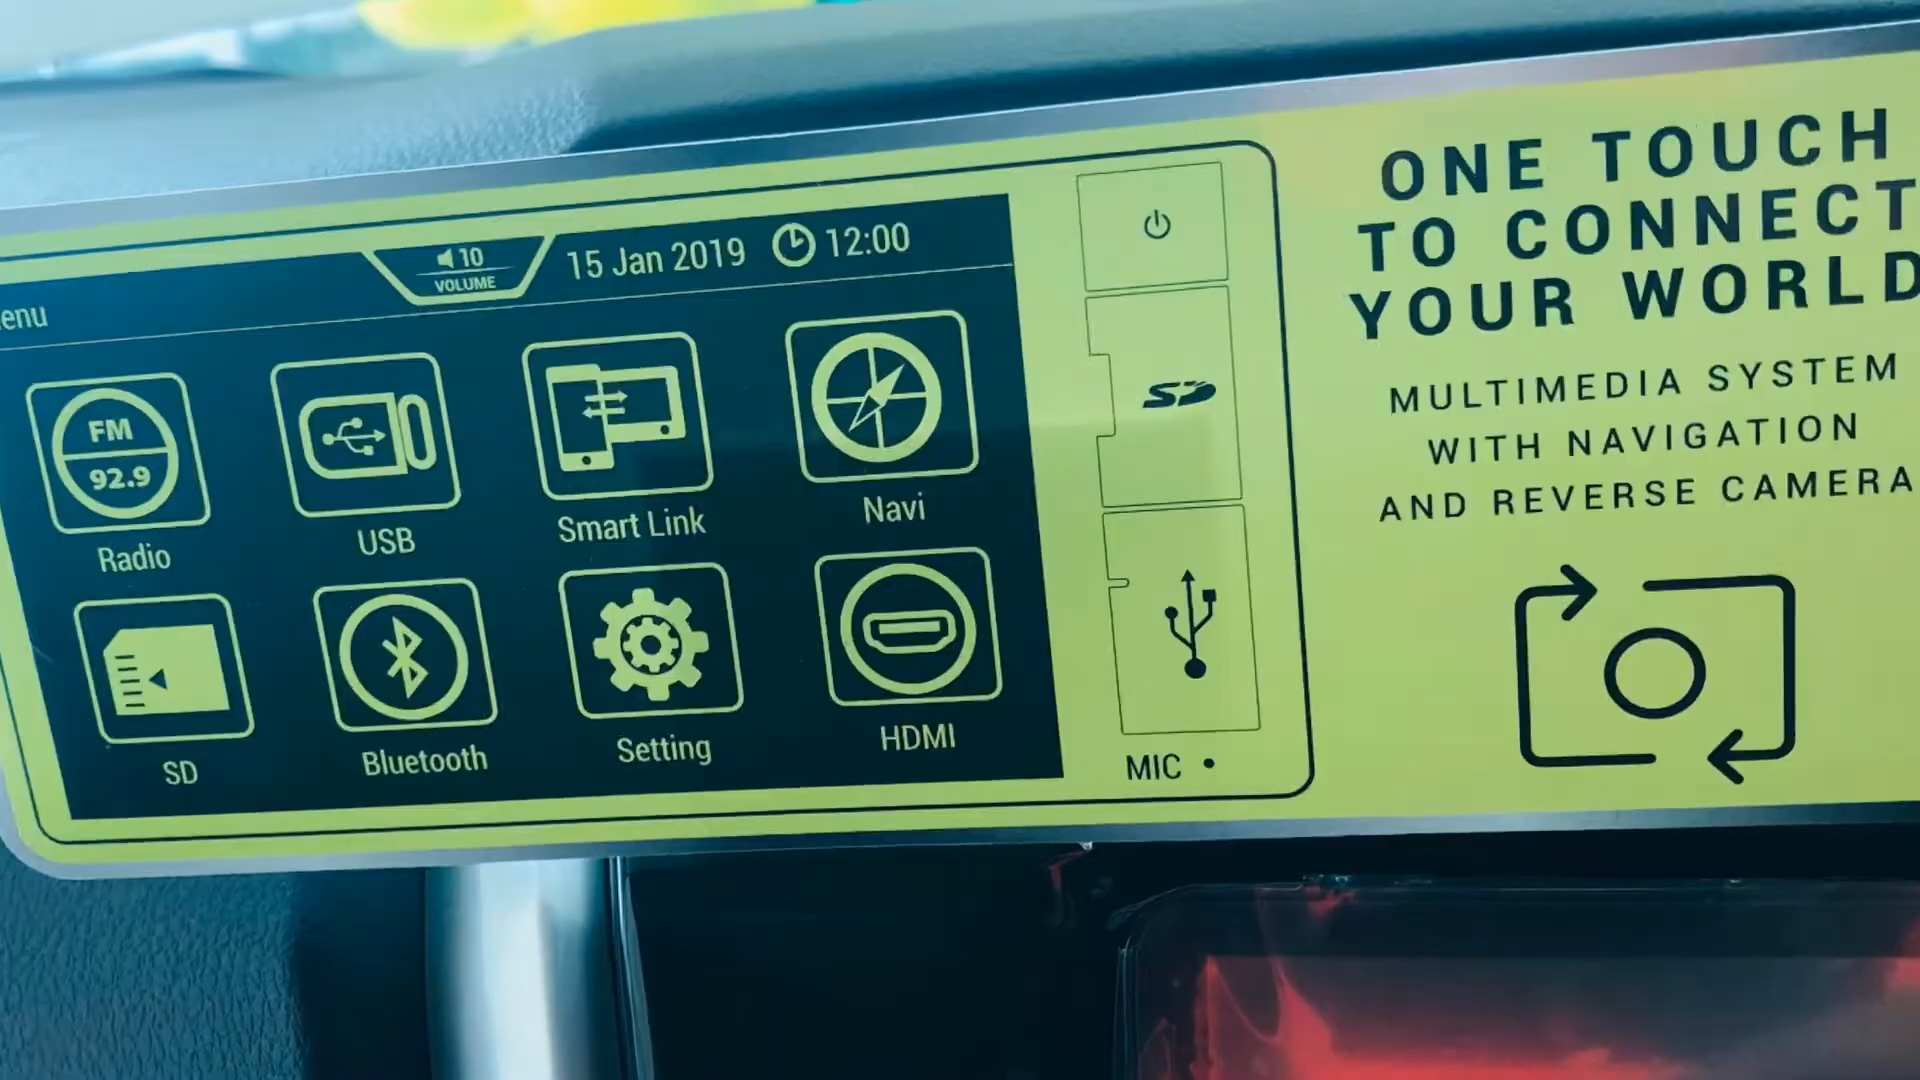 10
VOLUME
15 Jan 2019 12:00
enu
FM
92.9
Radio
USB
Smart Link
Navi
SD
Bluetooth
Setting
HDMI
SD
MIC
ONE TOUCH
TO CONNECT
YOUR WORLD
MULTIMEDIA SYSTEM
WITH NAVIGATION
AND REVERSE CAMERA